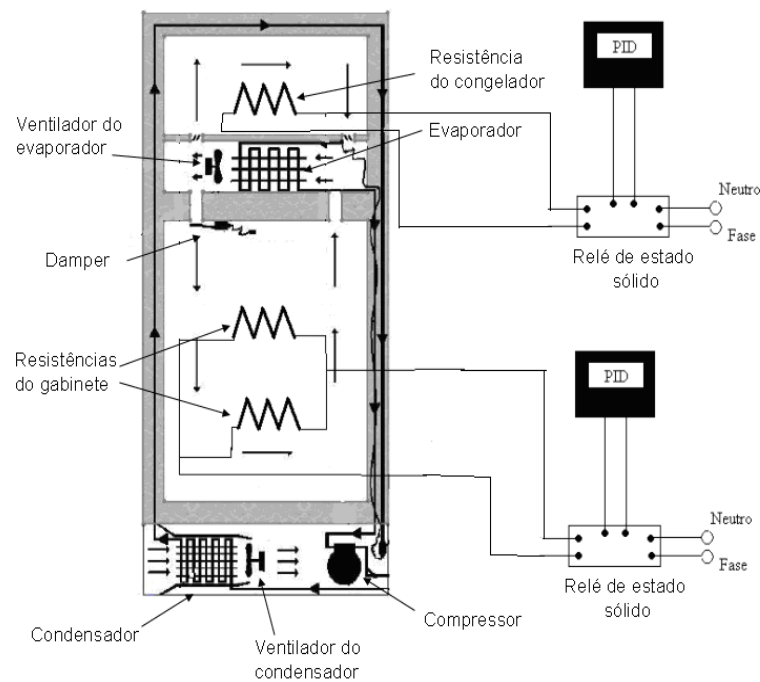 Resistência
do congelador
PID
Ventilador do
evaporador
Evaporador
Neutro
Fase
Relé de estado
sólido
Damper
Resistências
do gabinete
PID
Neutro
Fase
Relé de estado
sólido
Condensador
Ventilador do
condensador
Compressor